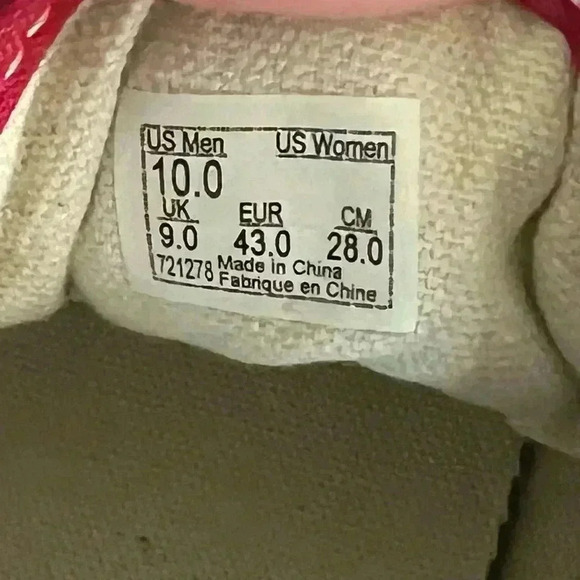 US Men US Women
10.0
UK EUR CM
9.0 43.0 28.0
721278 Made in China
Fabrique en Chine